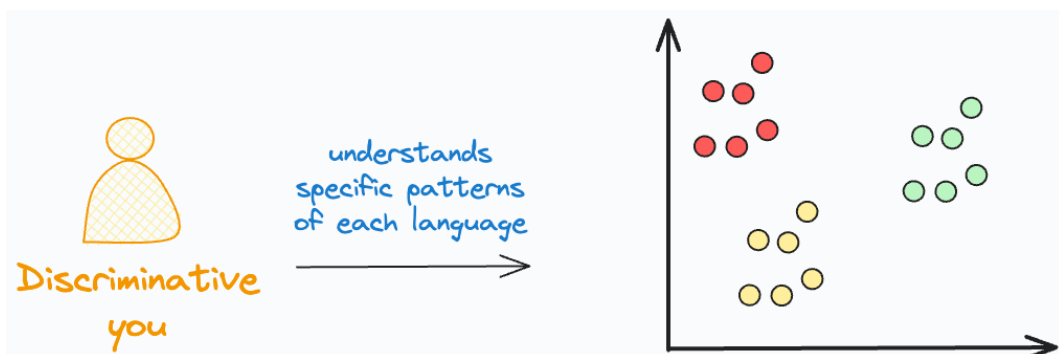 understands
specific patterns
of each language
Discriminative
you